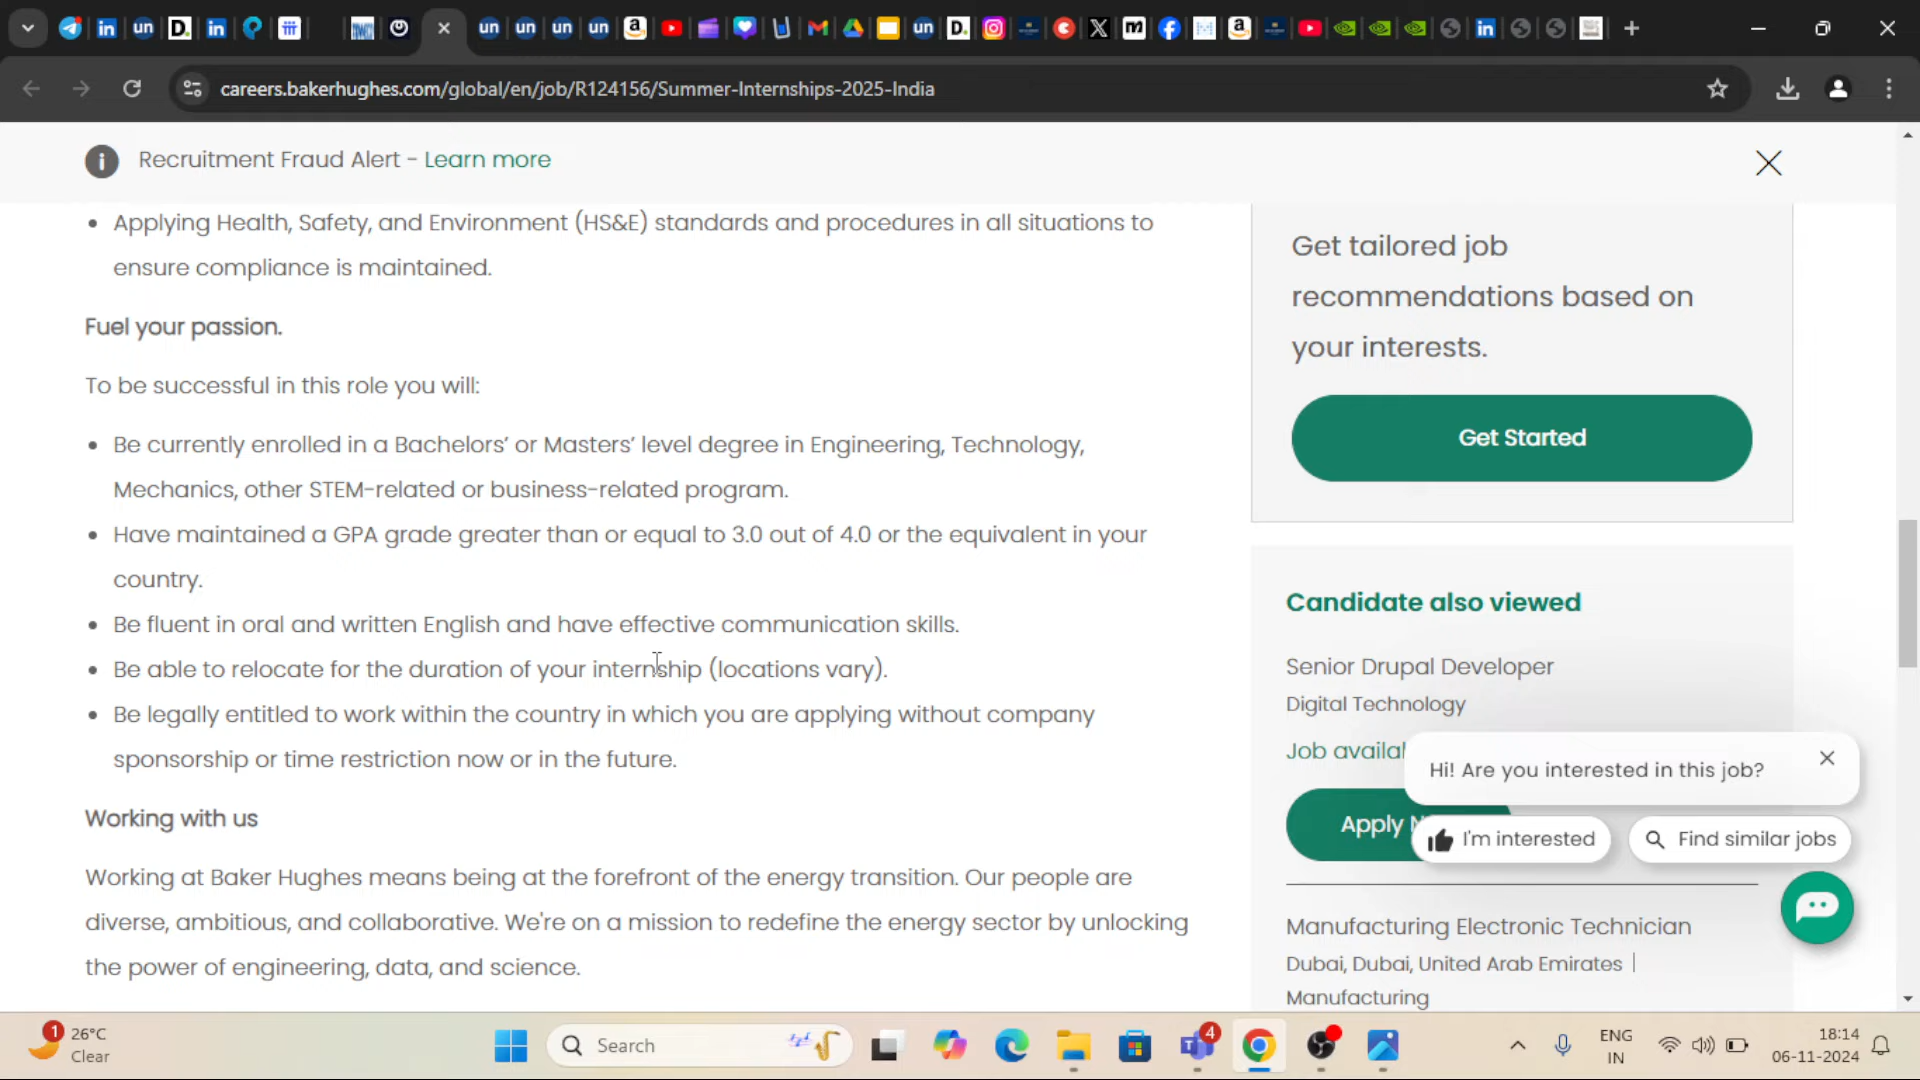 careers.bakerhughes.com/global/en/job/R124156/Summer-Internships-2025-India
Recruitment Fraud Alert - Learn more
• Applying Health, Safety, and Environment (HS&E) standards and procedures in all situations to
ensure compliance is maintained.
Fuel your passion.
To be successful in this role you will:
• Be currently enrolled in a Bachelors’ or Masters’ level degree in Engineering, Technology,
Mechanics, other STEM-related or business-related program.
• Have maintained a GPA grade greater than or equal to 3.0 out of 4.0 or the equivalent in your
country.
• Be fluent in oral and written English and have effective communication skills.
• Be able to relocate for the duration of your internship (locations vary).
• Be legally entitled to work within the country in which you are applying without company
sponsorship or time restriction now or in the future.
Working with us
Working at Baker Hughes means being at the forefront of the energy transition. Our people are
diverse, ambitious, and collaborative. We're on a mission to redefine the energy sector by unlocking
the power of engineering, data, and science.
Get tailored job
recommendations based on
your interests.
Get Started
Candidate also viewed
Senior Drupal Developer
Digital Technology
Job
Apply
Hi! Are you interested in this job?
I'm interested
Find similar jobs
Manufacturing Electronic Technician
Dubai, Dubai, United Arab Emirates |
Manufacturing
1
26°C
Clear
Search
4
ENG
IN
18:14
06-11-2024